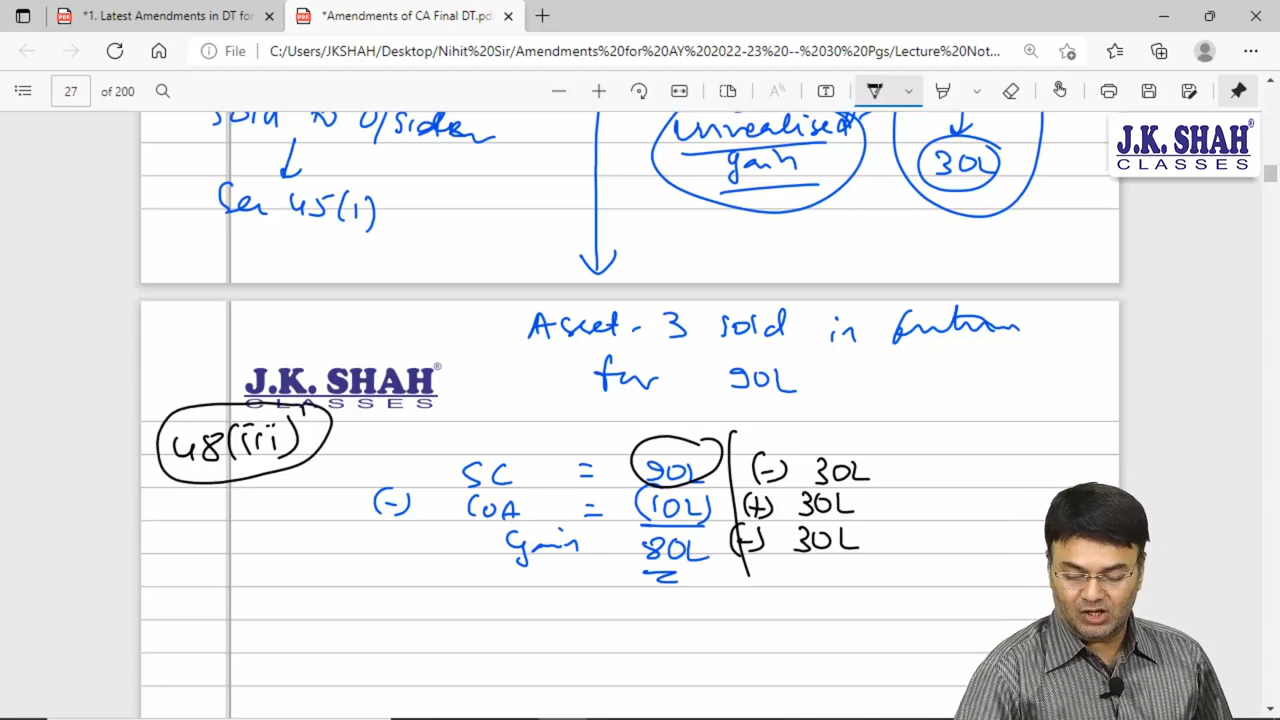 *1. Latest Amendments in DT for
*Amendments of CA Final DT.pdf
File
C:/Users/JKSHAH/Desktop/Nihit%20Sir/Amendments%20for%20AY%202022-23%20--%2030%20Pgs/Lecture%20Not...
27 of 200
sold to o/sider
Sec 45(1)
unrealised
gain
30L
J.K. SHAH®
CLASSES
Asset - 3 sold in future
for 90L
J.K. SHAH®
CLASSES
48(iii)
SC = 90L (-) 30L
(-) COA = (10L) (+) 30L
Gain 80L (-) 30L